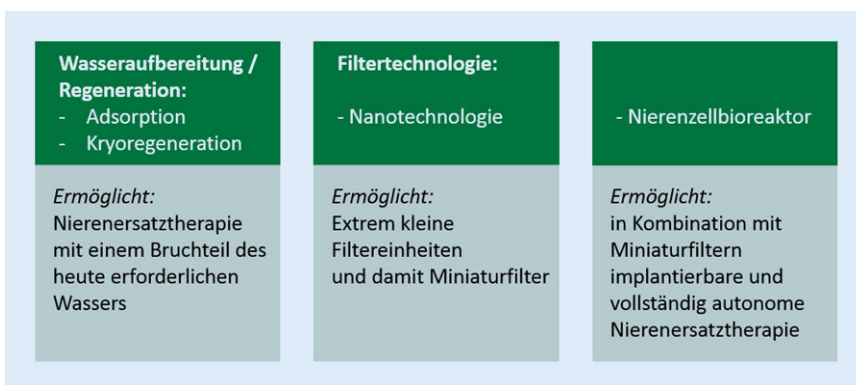 Wasseraufbereitung /
Regeneration:
- Adsorption
- Kryoregeneration
Ermöglicht:
Nierenersatztherapie
mit einem Bruchteil des
heute erforderlichen
Wassers
Filtertechnologie:
- Nanotechnologie
Ermöglicht:
Extrem kleine
Filtereinheiten
und damit Miniaturfilter
- Nierenzellbioreaktor
Ermöglicht:
in Kombination mit
Miniaturfiltern
implantierbare und
vollständig autonome
Nierenersatztherapie